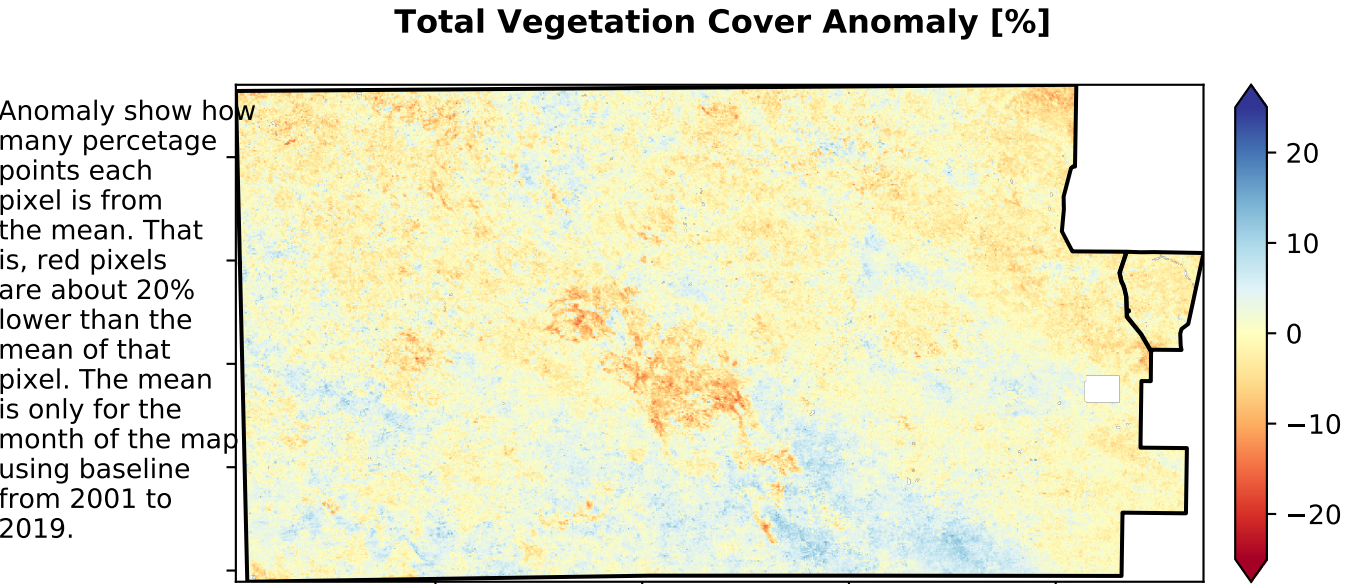 Total Vegetation Cover Anomaly [%]
Anomaly show how
many percetage
points each
pixel is from
the mean. That
is, red pixels
are about 20%
lower than the
mean of that
pixel. The mean
is only for the
month of the map
using baseline
from 2001 to
2019.
20
10
0
−10
−20